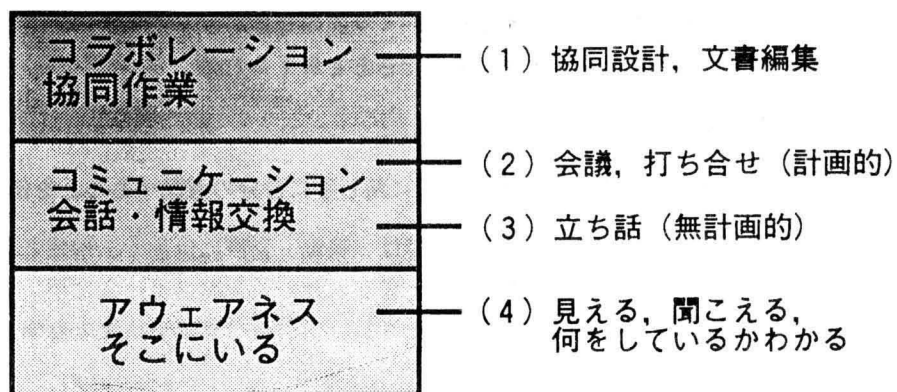 コラボレーション
協同作業
(1)協同設計,文書編集
コミュニケーション
会話・情報交換
(2)会議,打ち合せ(計画的)
(3)立ち話(無計画的)
アウェアネス
そこにいる
(4)見える,聞こえる,
何をしているかわかる